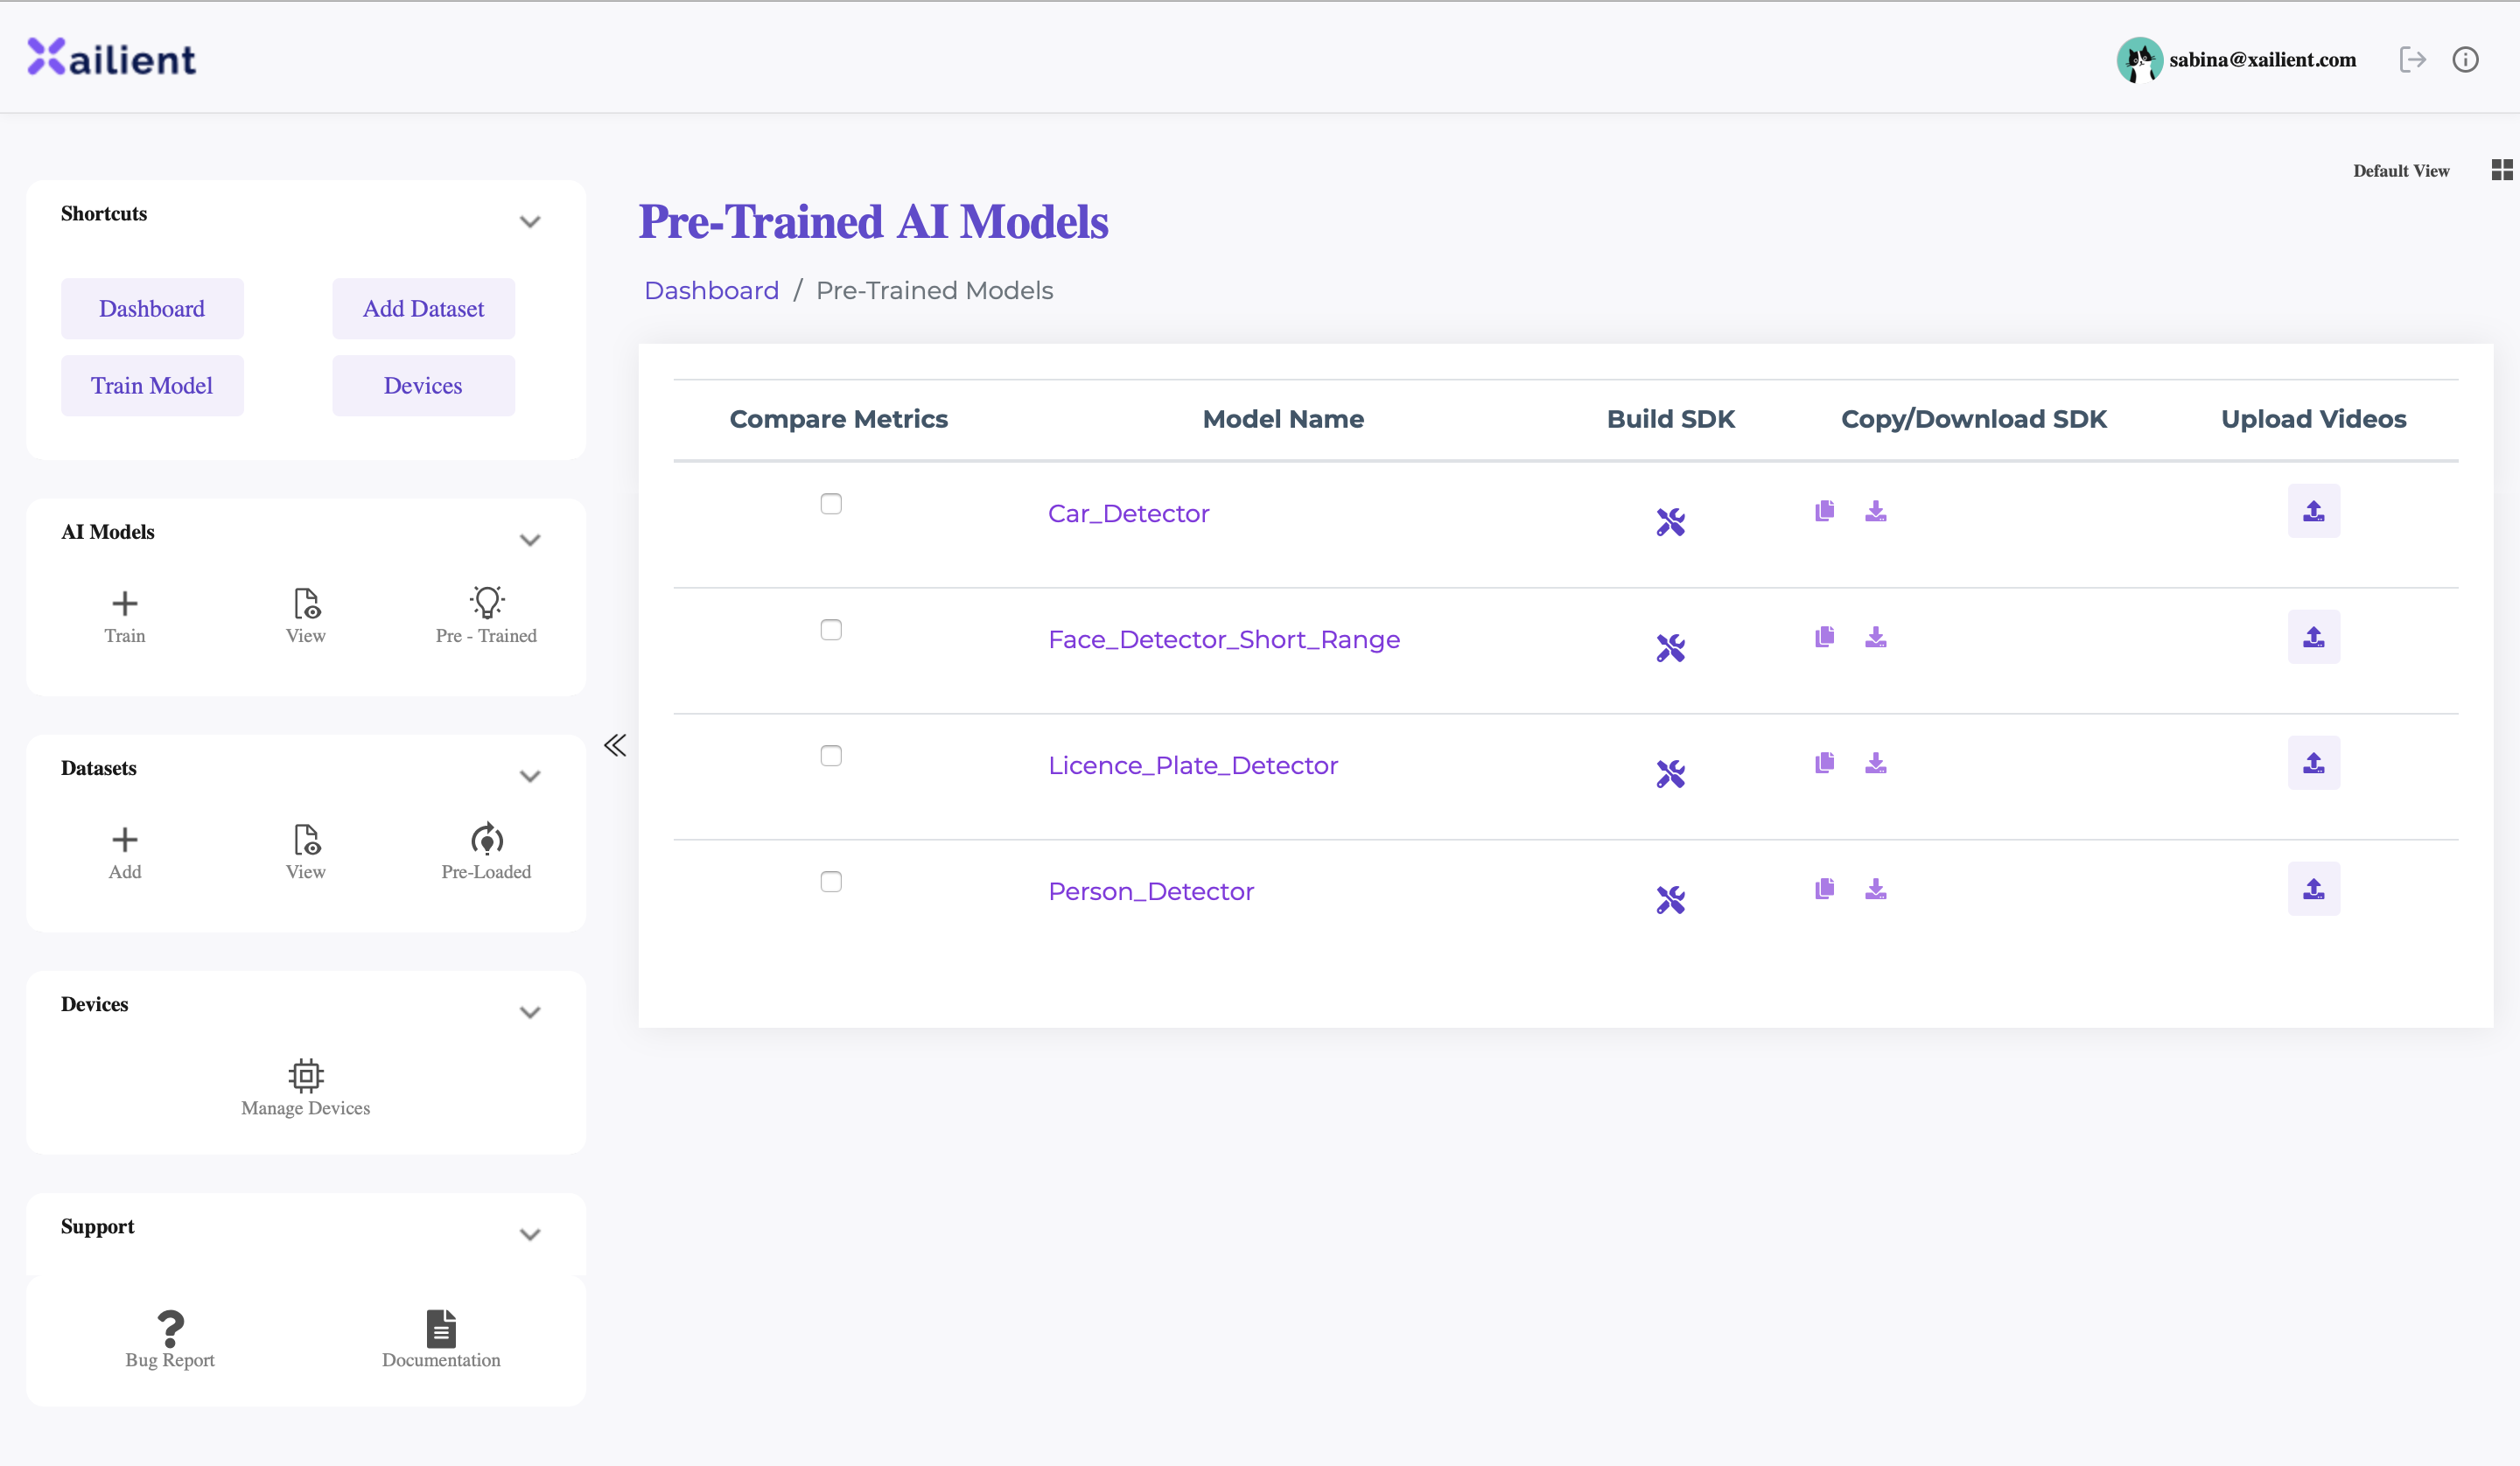 Xailient
sabina@xailient.com
Default View
Shortcuts
Dashboard
Add Dataset
Train Model
Devices
AI Models
Train
View
Pre - Trained
Datasets
Add
View
Pre-Loaded
Devices
Manage Devices
Support
Bug Report
Documentation
Pre-Trained AI Models
Dashboard / Pre-Trained Models
Compare Metrics Model Name Build SDK Copy/Download SDK Upload Videos
Car_Detector
Face_Detector_Short_Range
Licence_Plate_Detector
Person_Detector